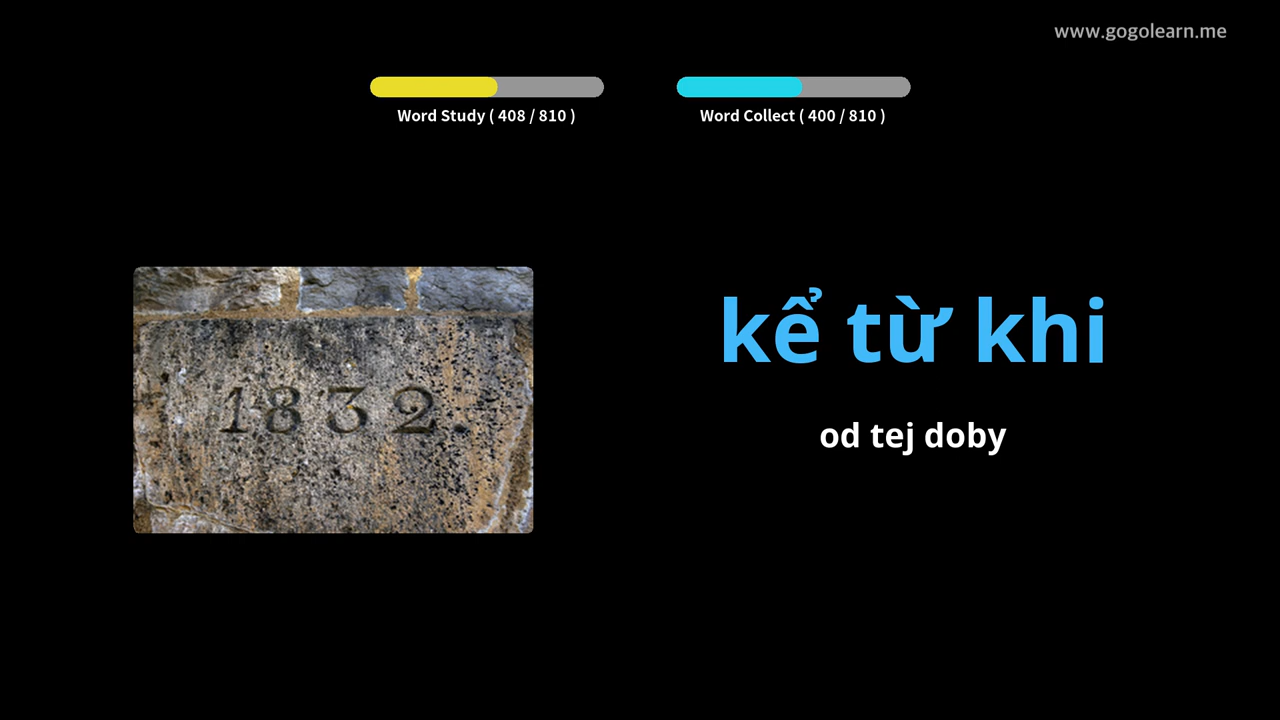 www.gogolearn.me
Word Study ( 408 / 810 )
Word Collect ( 400 / 810 )
1832.
kể từ khi
od tej doby